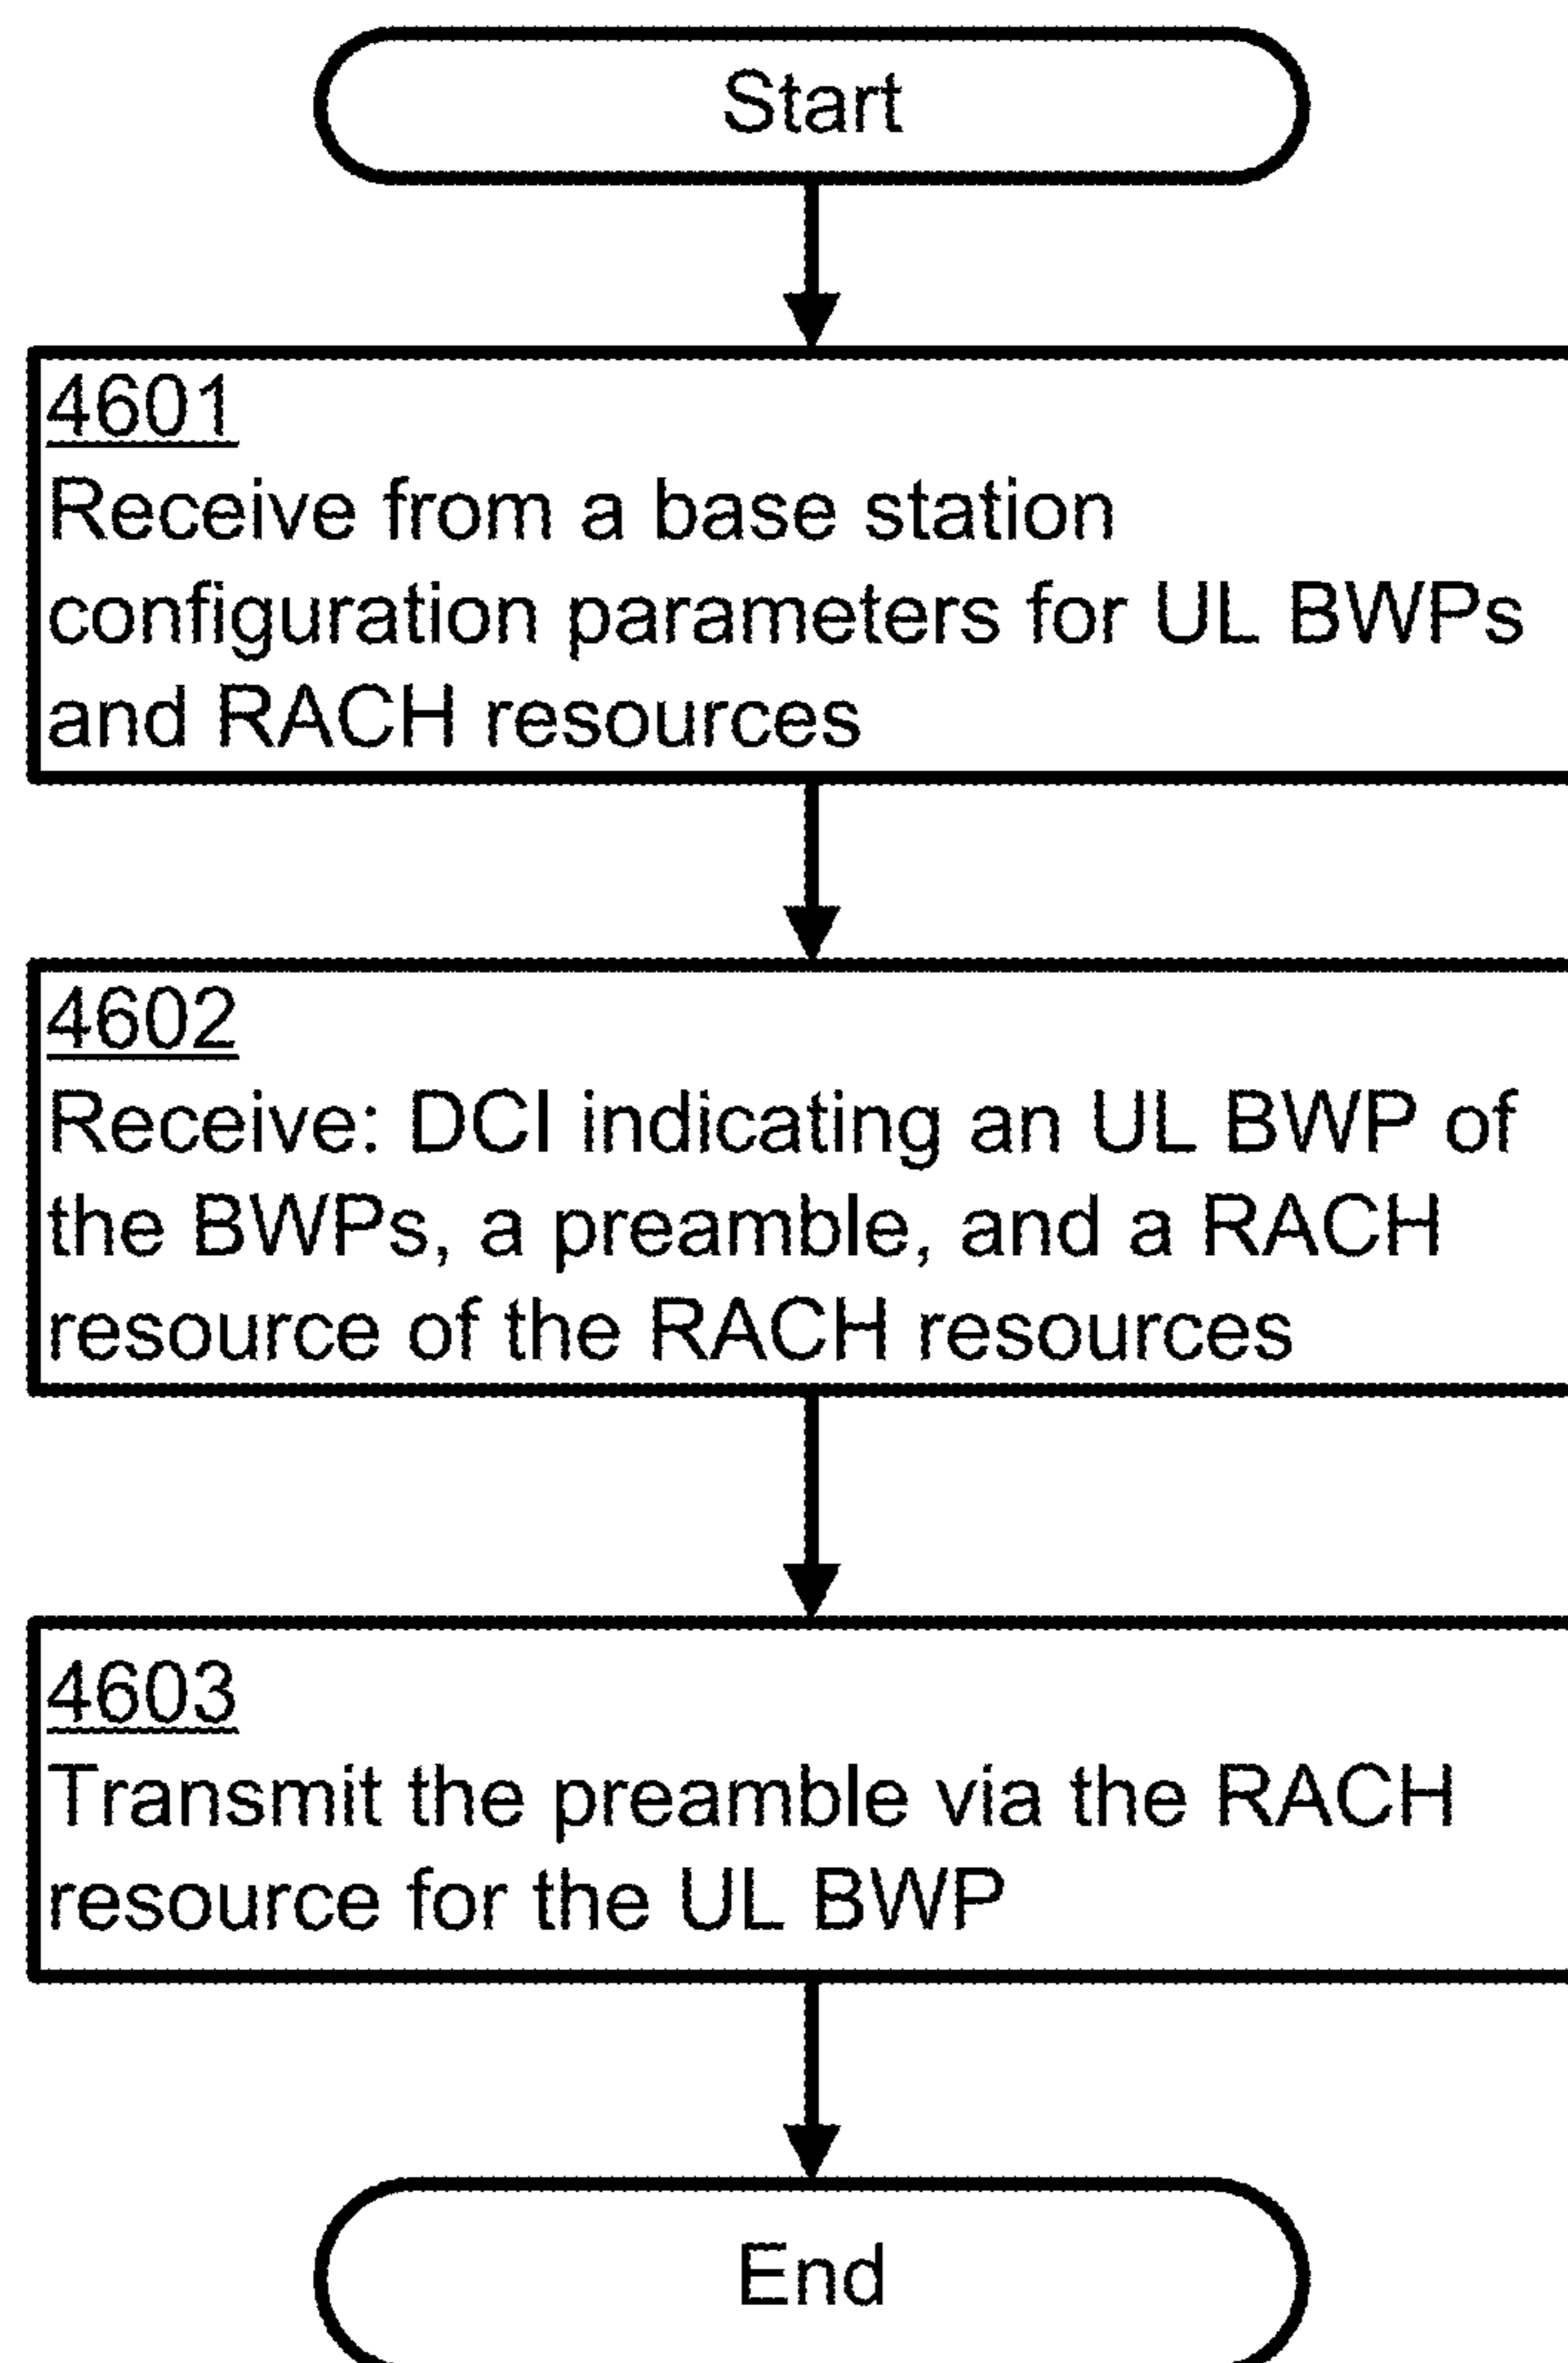 Start
4601
Receive from a base station
configuration parameters for UL BWPs
and RACH resources
4602
Receive: DCI indicating an UL BWP of
the BWPs, a preamble, and a RACH
resource of the RACH resources
4603
Transmit the preamble via the RACH
resource for the UL BWP
End